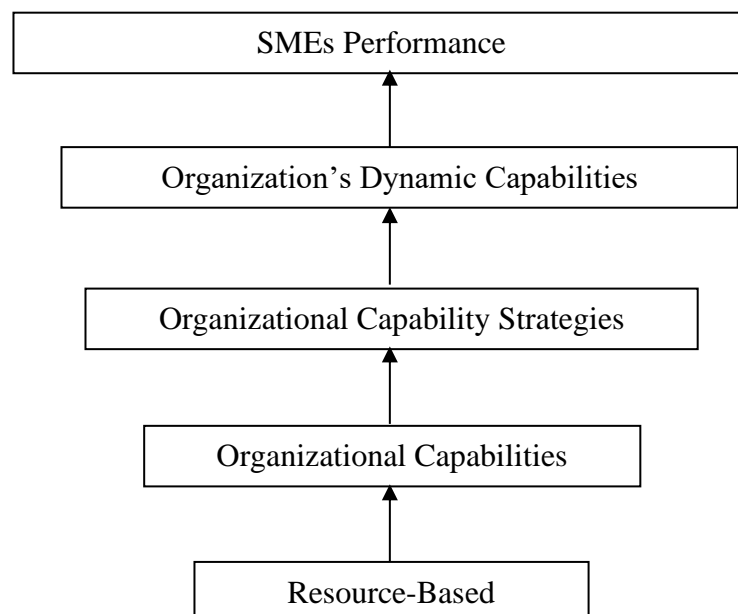 SMEs Performance
Organization’s Dynamic Capabilities
Organizational Capability Strategies
Organizational Capabilities
Resource-Based